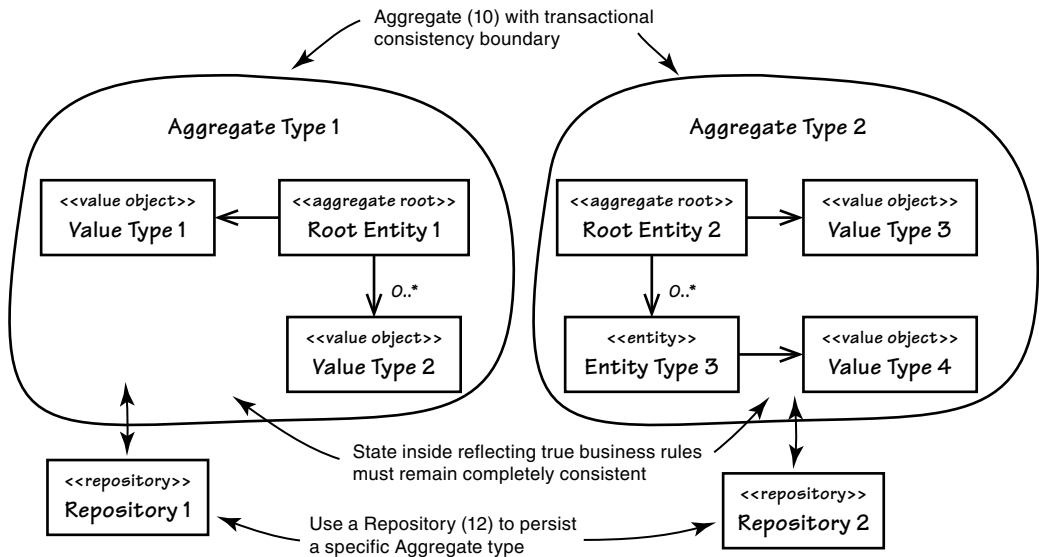 Aggregate (10) with transactional
consistency boundary
Aggregate Type 1
<<value object>>
Value Type 1
<<aggregate root>>
Root Entity 1
0..*
<<value object>>
Value Type 2
Aggregate Type 2
<<aggregate root>>
Root Entity 2
<<value object>>
Value Type 3
0..*
<<entity>>
Entity Type 3
<<value object>>
Value Type 4
State inside reflecting true business rules
must remain completely consistent
<<repository>>
Repository 1
<<repository>>
Repository 2
Use a Repository (12) to persist
a specific Aggregate type